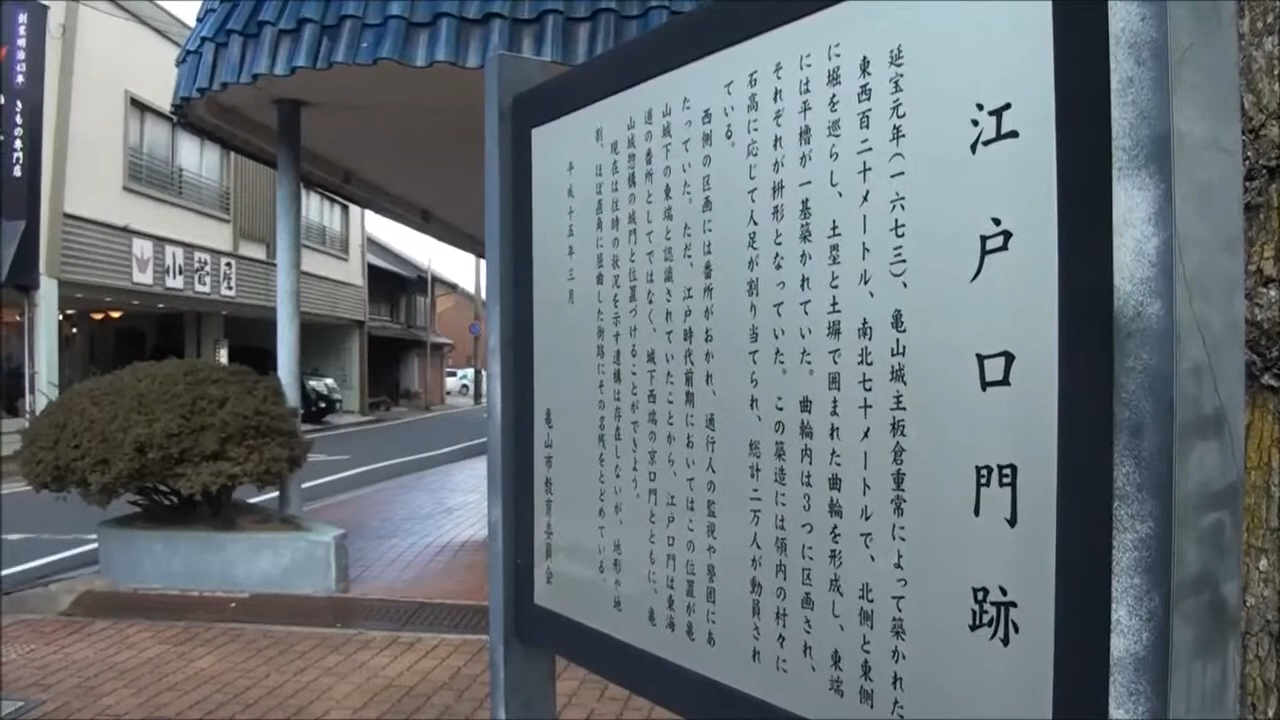 江戸口門跡
延宝元年(一六七三)、亀山城主板倉重常によって築かれた
東西百二十メートル、南北七十メートルで、北側と東側
に堀を巡らし、土塁と土塀で囲まれた曲輪を形成し、東端
には平櫓が一基築かれていた。曲輪内は3つに区画され、
それぞれが枡形となっていた。この築造には領内の村々に
石高に応じて人足が割り当てられ、総計二万人が動員され
ている。
西側の区画には番所がおかれ、通行人の監視や警固にあ
たっていた。ただ、江戸時代前期においてはこの位置が亀
山城下の東端と認識されていたことから、江戸口門は東海
道の番所としてではなく、城下西端の京口門とともに、亀
山城惣構の城門と位置づけることができよう。
現在は往時の状況を示す遺構は存在しないが、地形や地
割、ほぼ直角に屈曲した街路にその名残をとどめている。
平成十五年三月
亀山市教育委員会
創業明治43年
きもの専門店
小菅屋